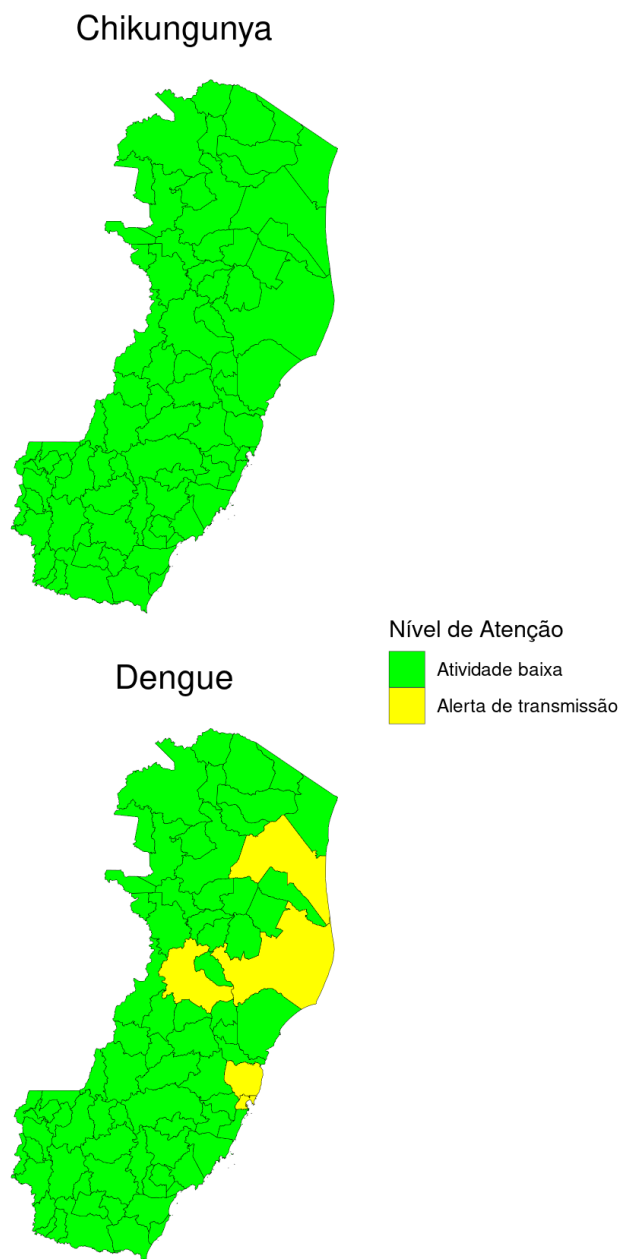 Chikungunya
Nível de Atenção
Atividade baixa
Alerta de transmissão
Dengue